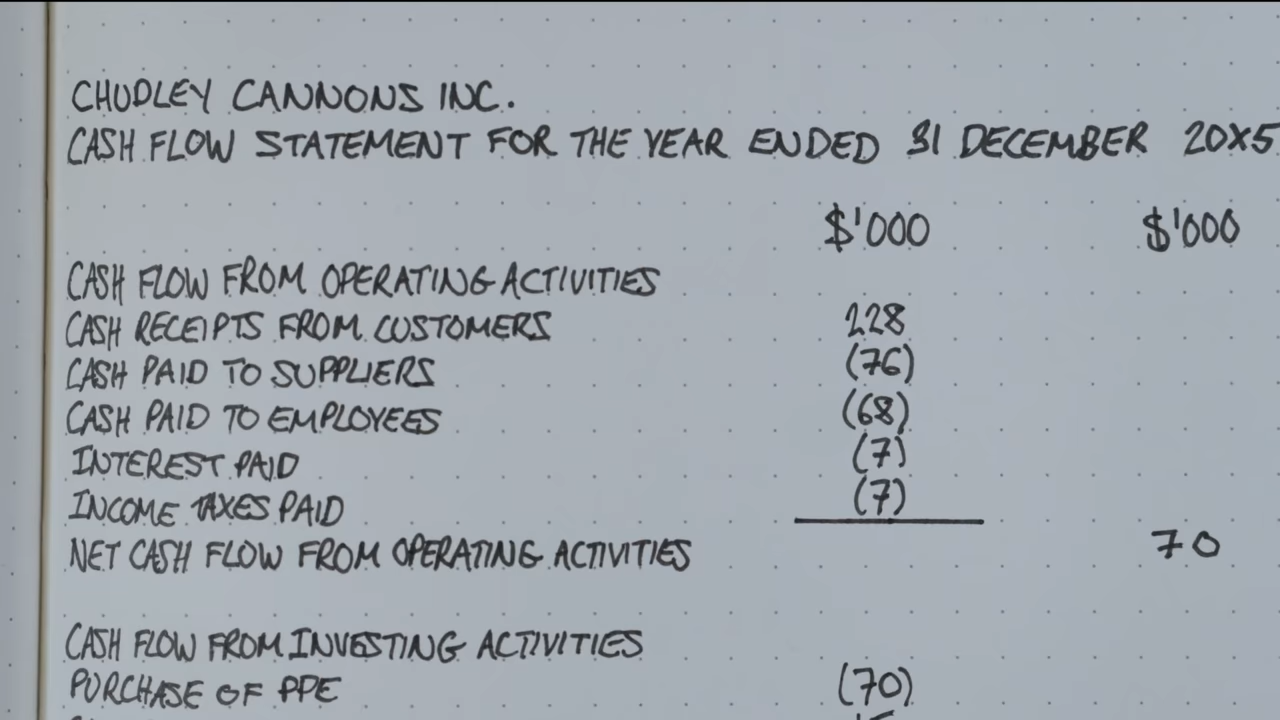 CHUDLEY CANNONS INC.
CASH FLOW STATEMENT FOR THE YEAR ENDED 31 DECEMBER 20X5
$'000 $'000
CASH FLOW FROM OPERATING ACTIVITIES
CASH RECEIPTS FROM CUSTOMERS 228
CASH PAID TO SUPPLIERS (76)
CASH PAID TO EMPLOYEES (68)
INTEREST PAID (7)
INCOME TAXES PAID (7)
NET CASH FLOW FROM OPERATING ACTIVITIES 70
CASH FLOW FROM INVESTING ACTIVITIES
PURCHASE OF PPE (70)